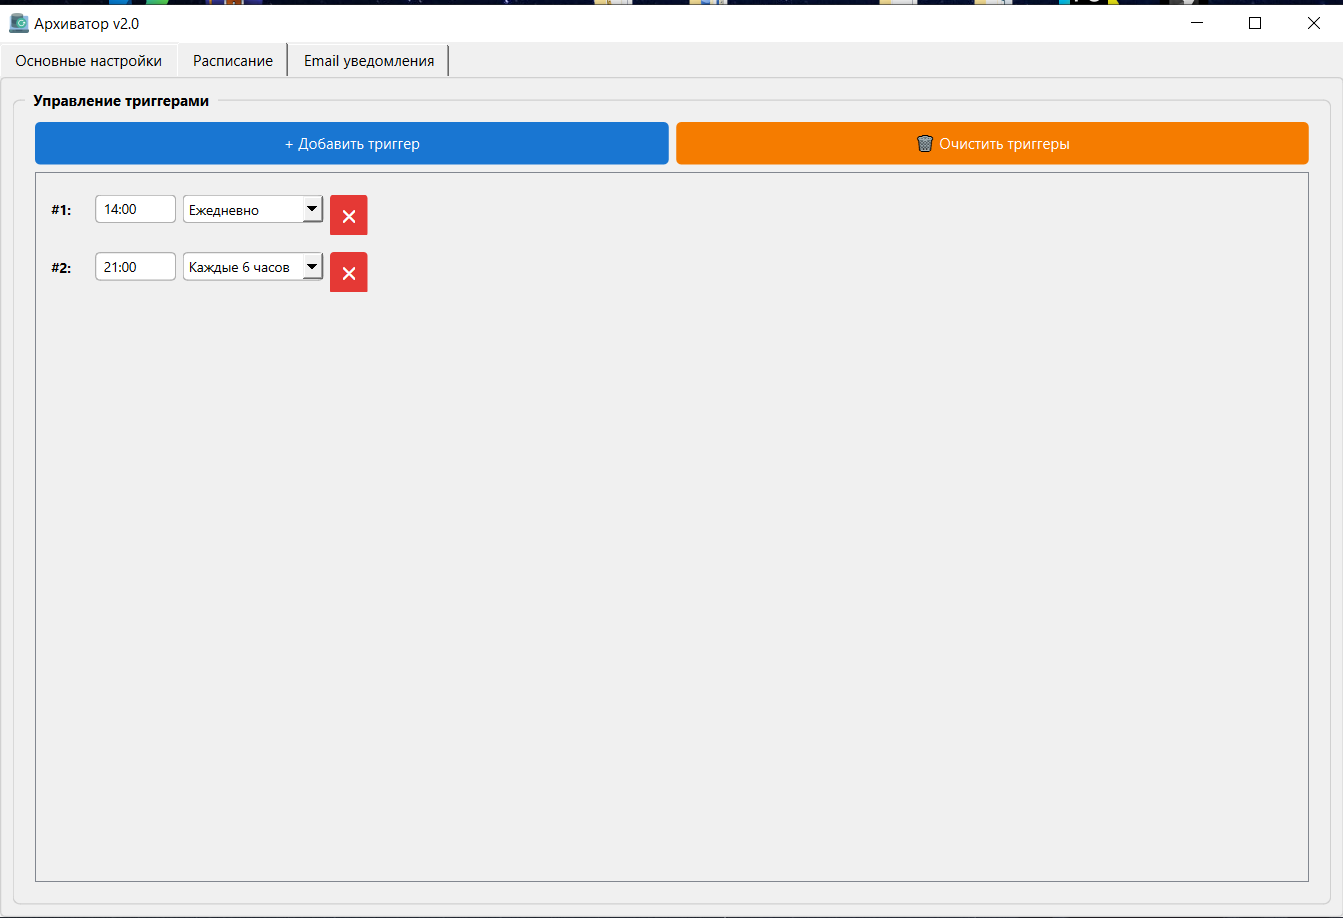 Архиватор v2.0
Основные настройки Расписание Email уведомления
Управление триггерами
+ Добавить триггер Очистить триггеры
#1: 14:00 Ежедневно
#2: 21:00 Каждые 6 часов